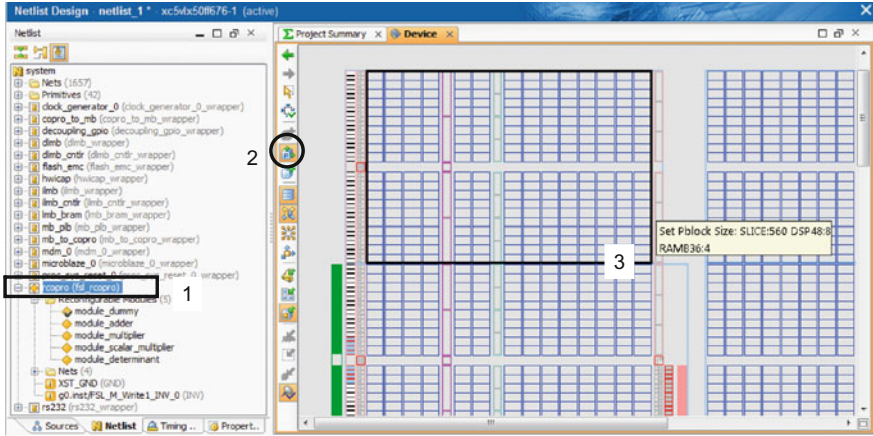 Netlist Design - netlist_1 * - xc5vlx50ff676-1 (active)
Netlist
Project Summary
Device
system
Nets (1657)
Primitives (42)
clock_generator_0 (clock_generator_0_wrapper)
copro_to_mb (copro_to_mb_wrapper)
decoupling_gpio (decoupling_gpio_wrapper)
dlmb (dlmb_wrapper)
dlmb_cntlr (dlmb_cntlr_wrapper)
flash_emc (flash_emc_wrapper)
hwicap (hwicap_wrapper)
ilmb (ilmb_wrapper)
ilmb_cntlr (ilmb_cntlr_wrapper)
lmb_bram (lmb_bram_wrapper)
mb_plb (mb_plb_wrapper)
mb_to_copro (mb_to_copro_wrapper)
mdm_0 (mdm_0_wrapper)
microblaze_0 (microblaze_0_wrapper)
proc_sys_reset_0 (proc_sys_reset_0_wrapper)
rcopro (fsl_rcopro)
Reconfigurable Modules (5)
module_dummy
module_adder
module_multiplier
module_scalar_multiplier
module_determinant
Nets (4)
XST_GND (GND)
g0.inst/FSL_M_Write1_INV_0 (INV)
rs232 (rs232_wrapper)
Sources
Netlist
Timing ..
Propert..
1
2
3
Set Pblock Size: SLICE:560 DSP48:8
RAMB36:4